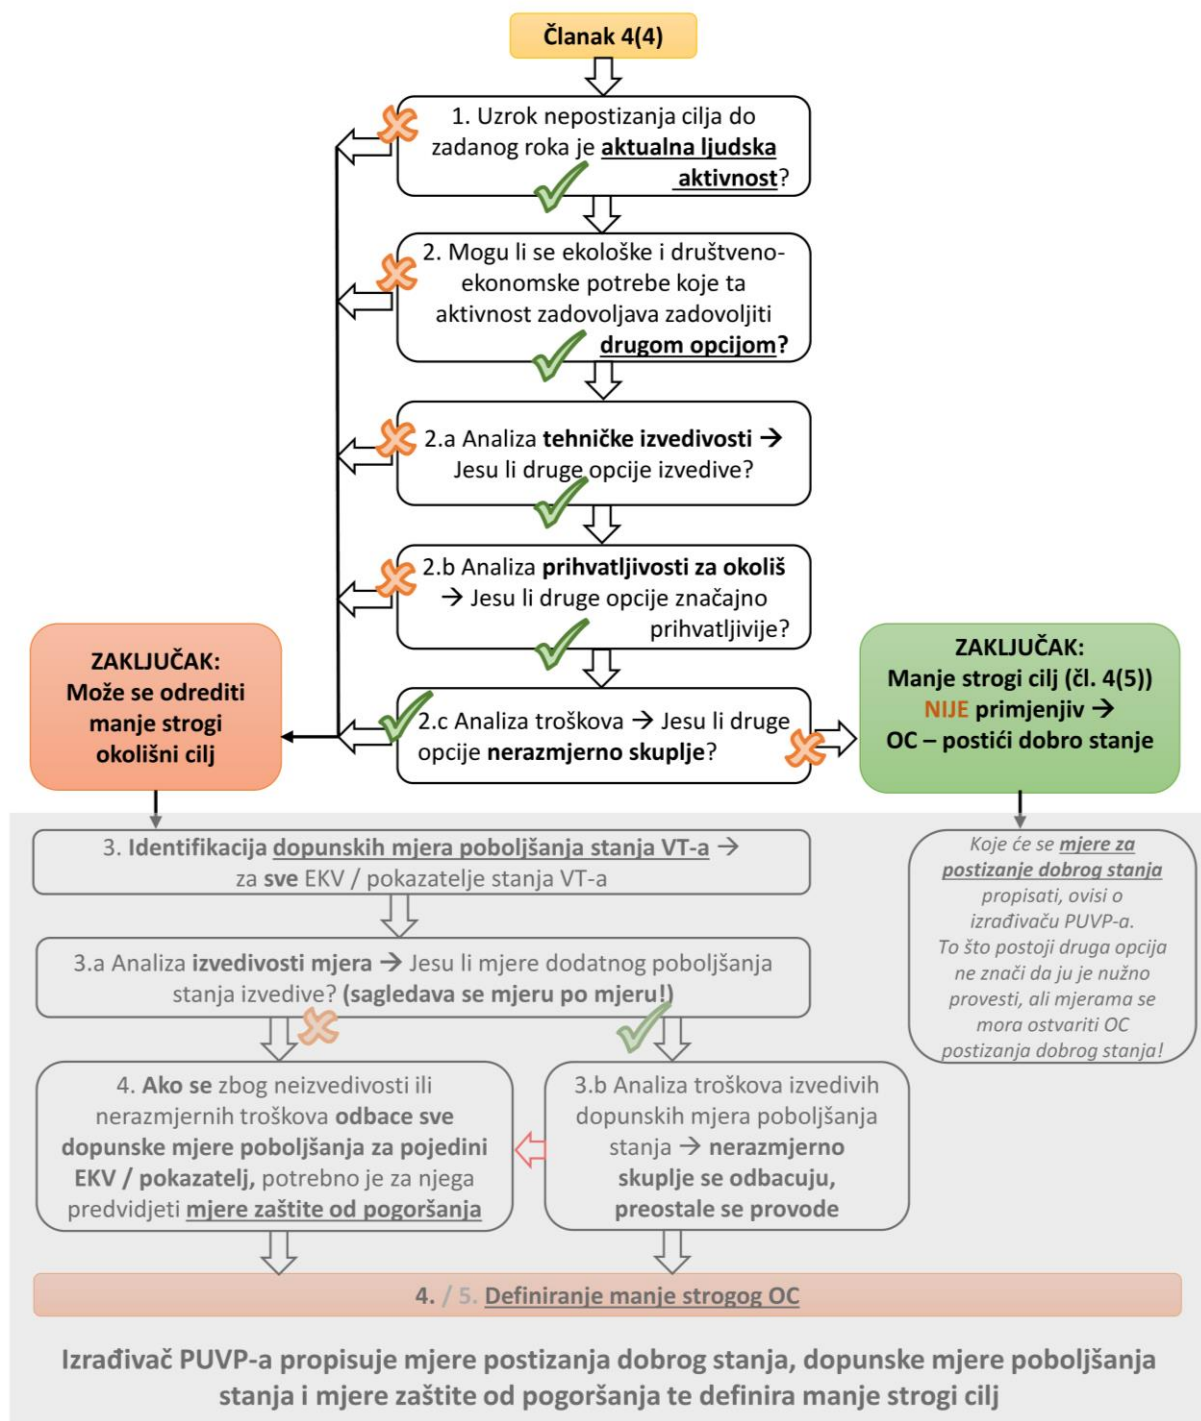 Članak 4(4)
1. Uzrok nepostizanja cilja do
zadanog roka je aktualna ljudska
aktivnost?
2. Mogu li se ekološke i društveno-
ekonomske potrebe koje ta
aktivnost zadovoljava zadovoljiti
drugom opcijom?
2.a Analiza tehničke izvedivosti →
Jesu li druge opcije izvedive?
2.b Analiza prihvatljivosti za okoliš
→ Jesu li druge opcije značajno
prihvatljivije?
2.c Analiza troškova → Jesu li druge
opcije nerazmjerno skuplje?
ZAKLJUČAK:
Može se odrediti
manje strogi
okolišni cilj
ZAKLJUČAK:
Manje strogi cilj (čl. 4(5))
NIJE primjenjiv →
OC – postići dobro stanje
3. Identifikacija dopunskih mjera poboljšanja stanja VT-a →
za sve EKV / pokazatelje stanja VT-a
3.a Analiza izvedivosti mjera → Jesu li mjere dodatnog poboljšanja
stanja izvedive? (sagledava se mjeru po mjeru!)
4. Ako se zbog neizvedivosti ili
nerazmjernih troškova odbace sve
dopunske mjere poboljšanja za pojedini
EKV / pokazatelj, potrebno je za njega
predvidjeti mjere zaštite od pogoršanja
3.b Analiza troškova izvedivih
dopunskih mjera poboljšanja
stanja → nerazmjerno
skuplje se odbacuju,
preostale se provode
Koje će se mjere za
postizanje dobrog stanja
propisati, ovisi o
izrađivaču PUVP-a.
To što postoji druga opcija
ne znači da ju je nužno
provesti, ali mjerama se
mora ostvariti OC
postizanja dobrog stanja!
4. / 5. Definiranje manje strogog OC
Izrađivač PUVP-a propisuje mjere postizanja dobrog stanja, dopunske mjere poboljšanja
stanja i mjere zaštite od pogoršanja te definira manje strogi cilj